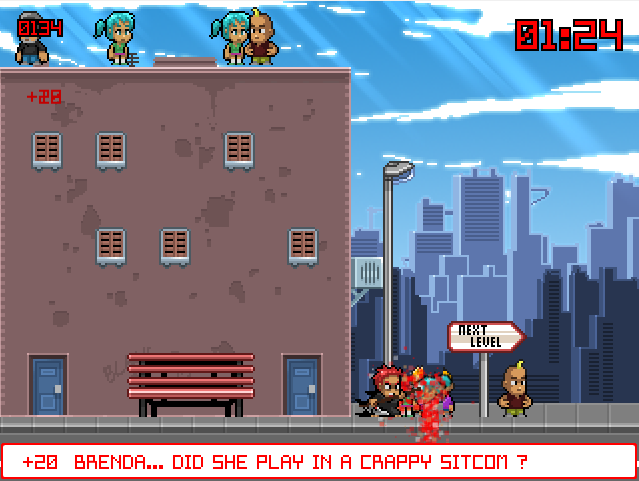 0134
01:24
+20
NEXT
LEVEL
+20 BRENDA... DID SHE PLAY IN A CRAPPY SITCOM ?